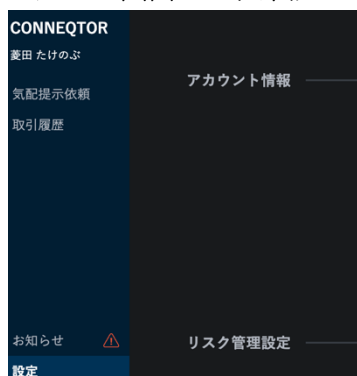 CONNEQTOR
菱田 たけのぶ
気配提示依頼
取引履歴
お知らせ
設定
アカウント情報
リスク管理設定